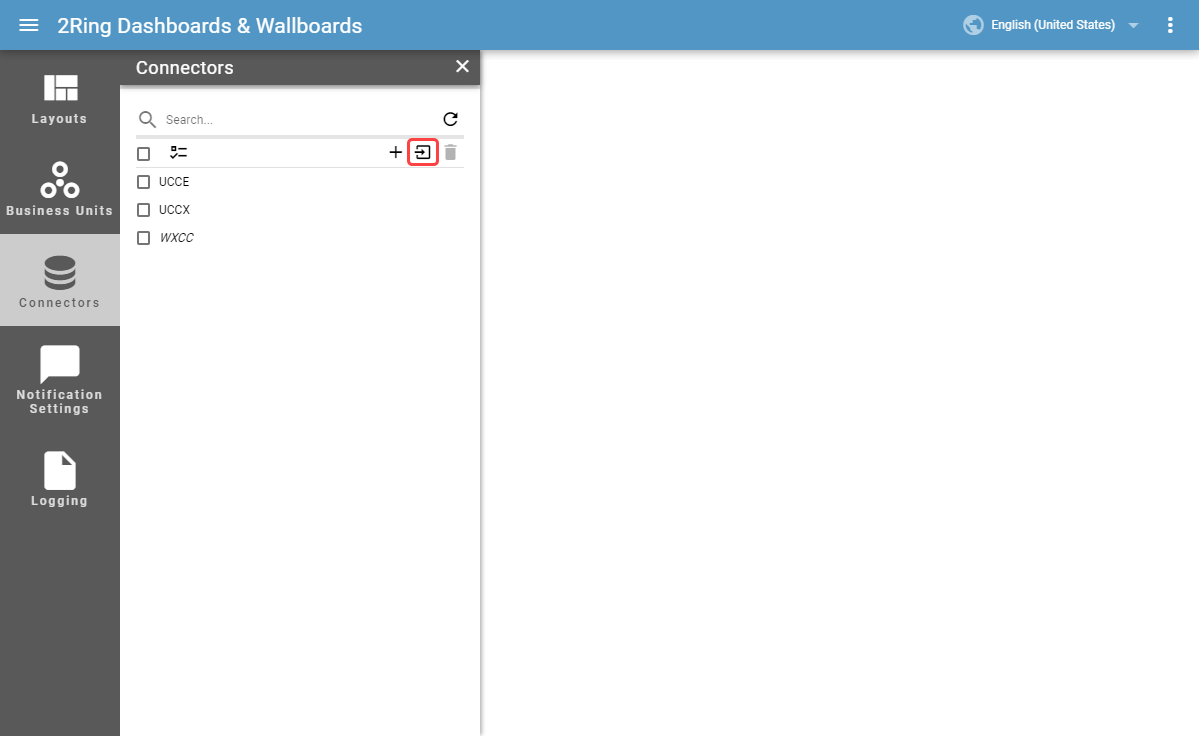 2Ring Dashboards & Wallboards
English (United States)
Layouts
Business Units
Connectors
Notification
Settings
Logging
Connectors
Search...
UCCE
UCCX
WXCC